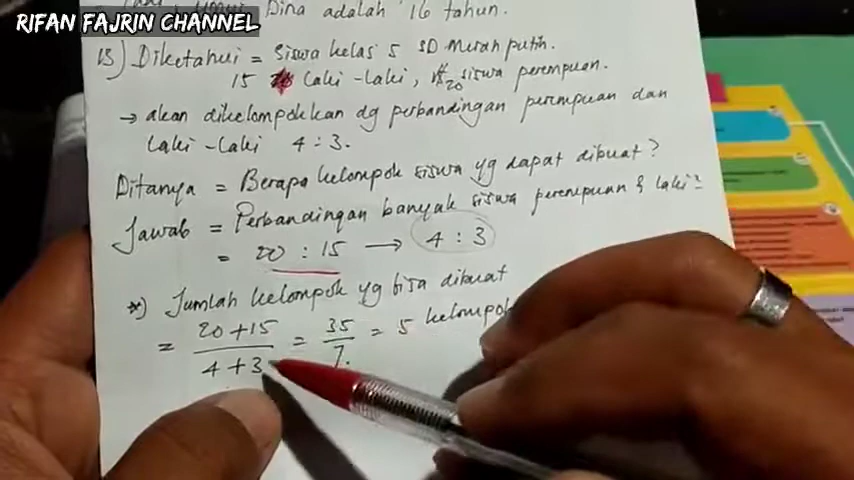 Dina adalah 16 tahun.
RIFAN FAJRIN CHANNEL
13) Diketahui = Siswa kelas 5 SD Merah putih.
15 Laki-laki, 20 siswa perempuan.
→ akan dikelompokkan dg perbandingan perempuan dan
Laki-Laki 4 : 3.
Ditanya = Berapa kelompok siswa yg dapat dibuat?
Jawab = Perbandingan banyak siswa perempuan & laki²
= 20 : 15 → 4 : 3
*) Jumlah kelompok yg bisa dibuat
= 20 + 15 / 4 + 3 = 35 / 7 = 5 kelompok